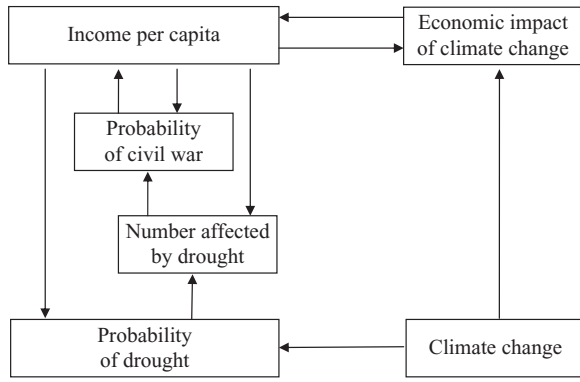 Income per capita
Economic impact
of climate change
Probability
of civil war
Number affected
by drought
Probability
of drought
Climate change